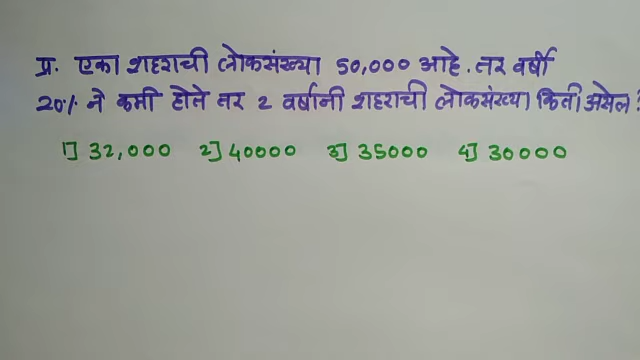 प्र. एका शहराची लोकसंख्या 50,000 आहे. तर वर्षी
20% ने कमी होते तर 2 वर्षानी शहराची लोकसंख्या किती असेल ?
1] 32,000 2] 40000 3] 35000 4] 30000